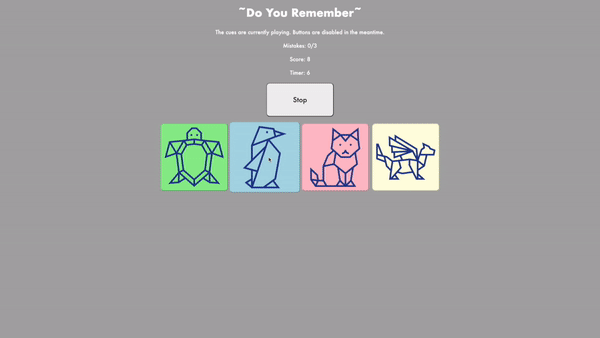 ~Do You Remember~
The cues are currently playing. Buttons are disabled in the meantime.
Mistakes: 0/3
Score: 8
Timer: 6
Stop